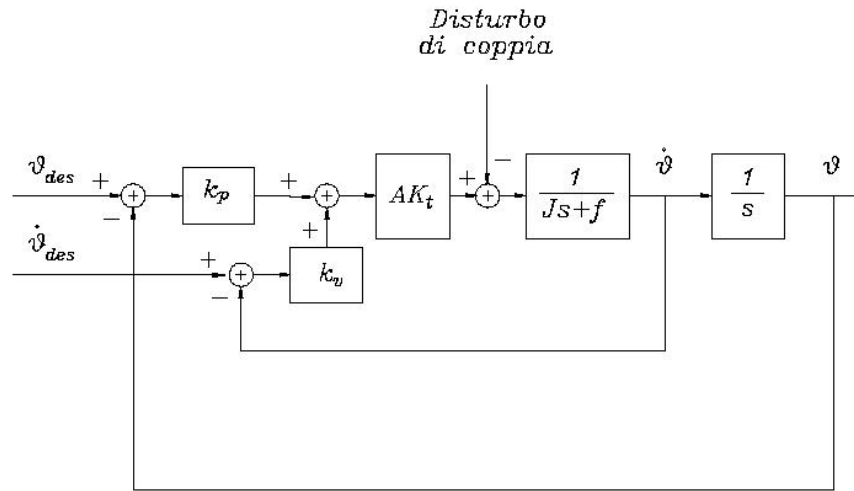 Disturbo
di coppia
ϑ_des
+
−
k_p
+
+
AK_t
+
−
1
Js+f
ϑ̇
1
s
ϑ
ϑ̇_des
+
−
k_v
+
+
+
+